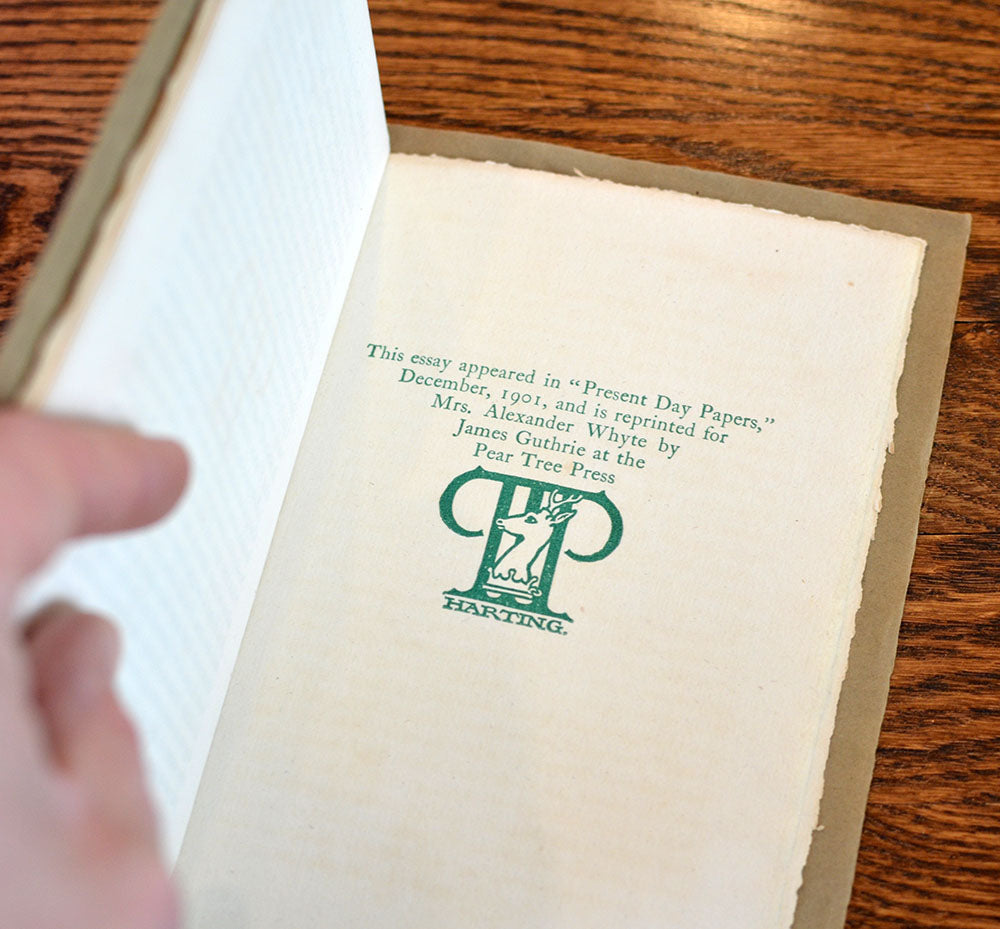 This essay appeared in “Present Day Papers,”
December, 1901, and is reprinted for
Mrs. Alexander Whyte by
James Guthrie at the
Pear Tree Press
PTP
HARTING.